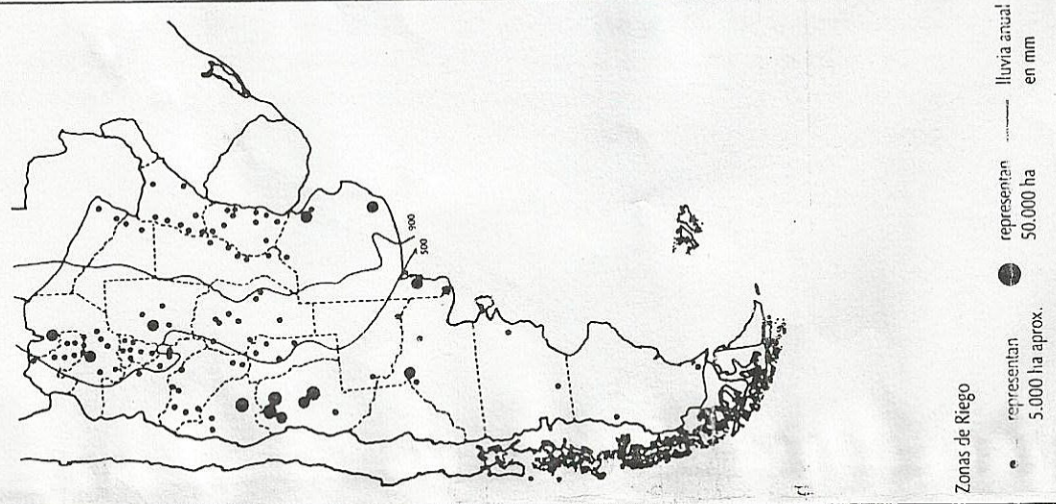 900
500
Zonas de Riego
representan
5.000 ha aprox.
representan
50.000 ha
lluvia anual
en mm